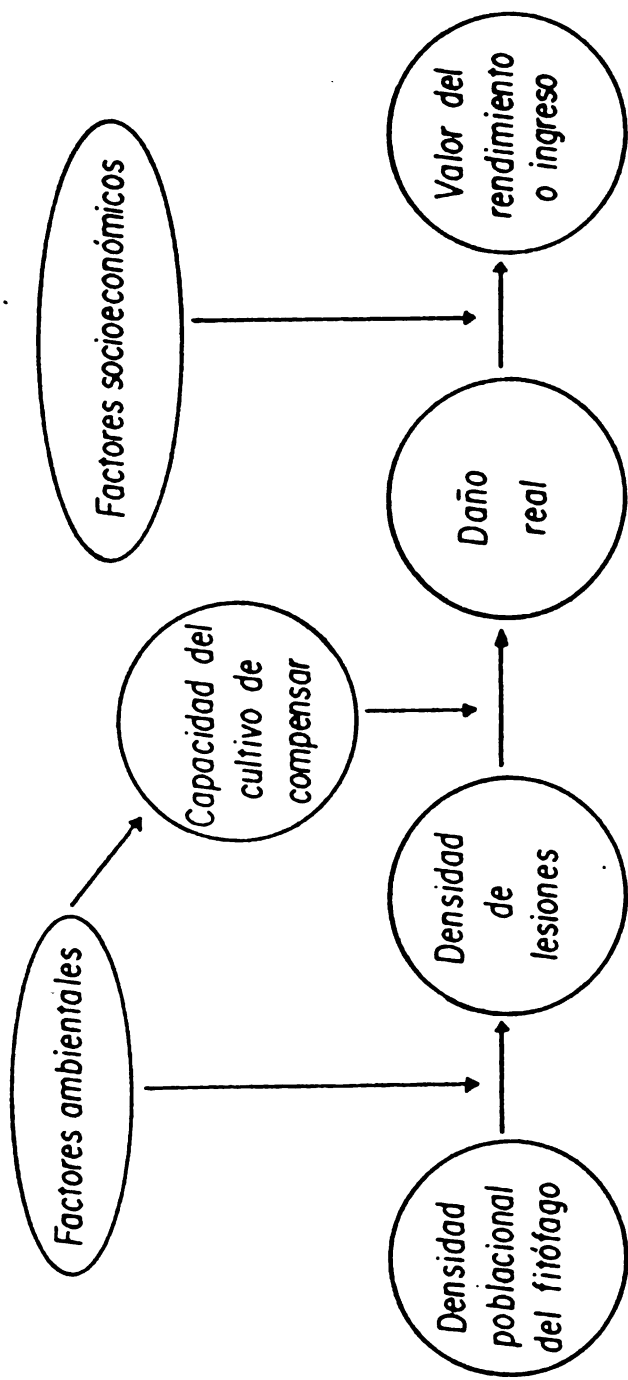 Factores ambientales
Factores socioeconómicos
Capacidad del
cultivo de
compensar
Densidad
poblacional
del fitófago
Densidad
de
lesiones
Daño
real
Valor del
rendimiento
o ingreso